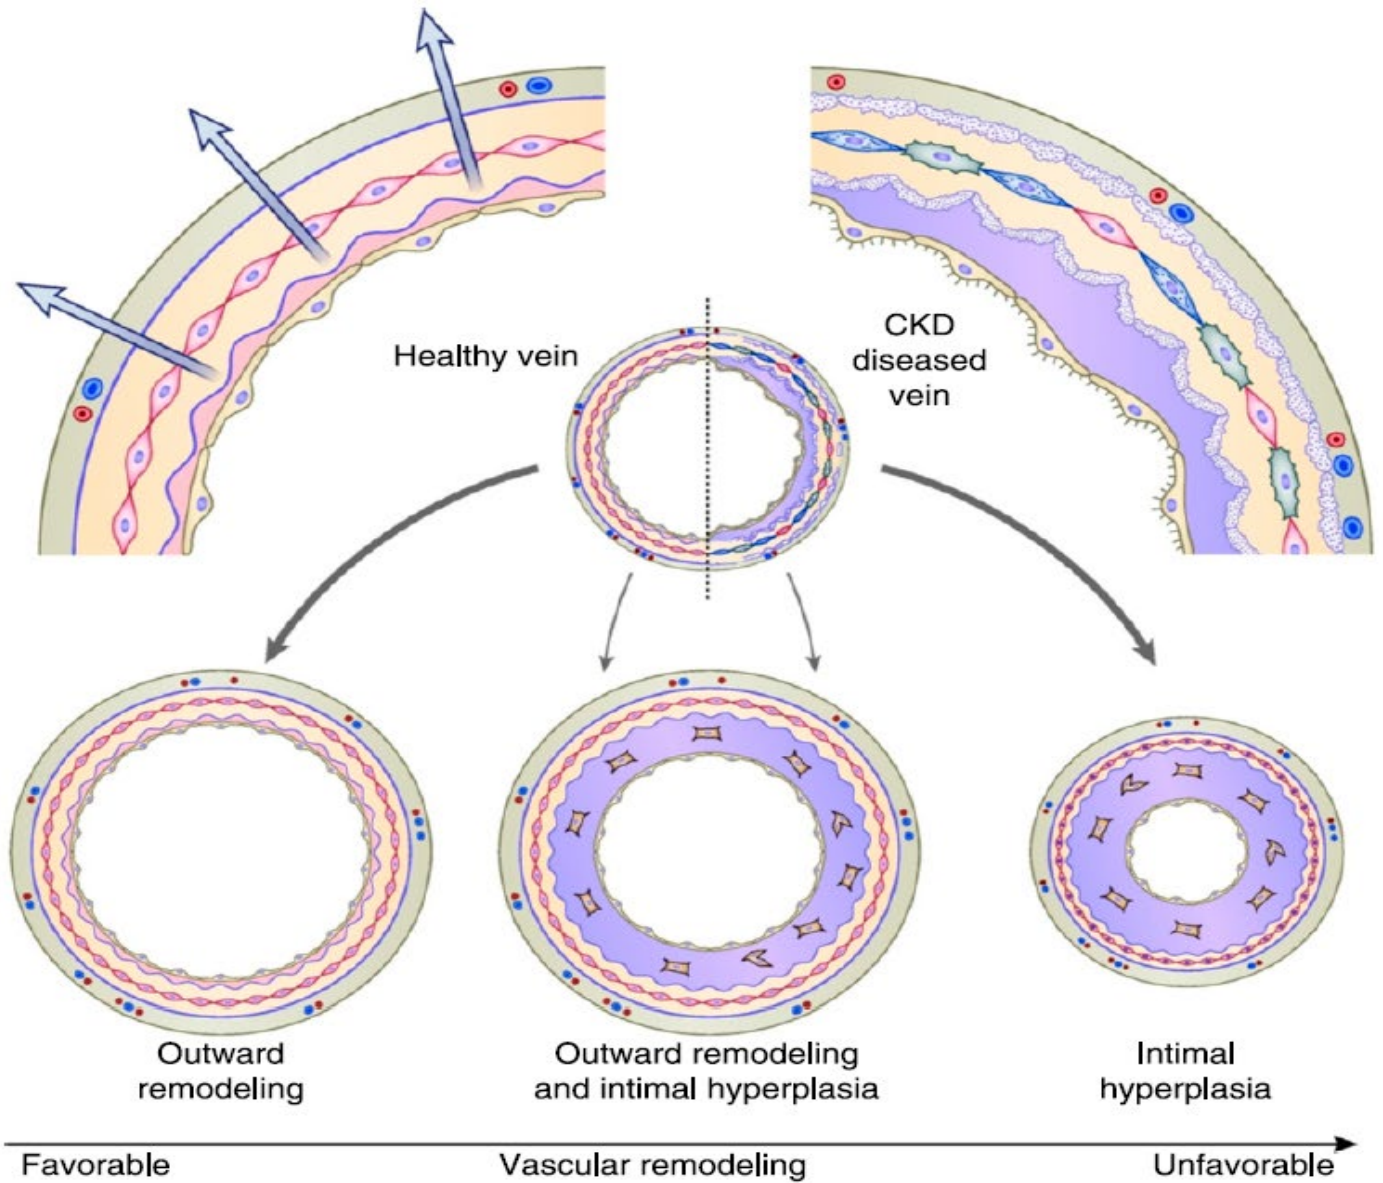 Healthy vein
CKD
diseased
vein
Outward
remodeling
Outward remodeling
and intimal hyperplasia
Intimal
hyperplasia
Favorable
Vascular remodeling
Unfavorable